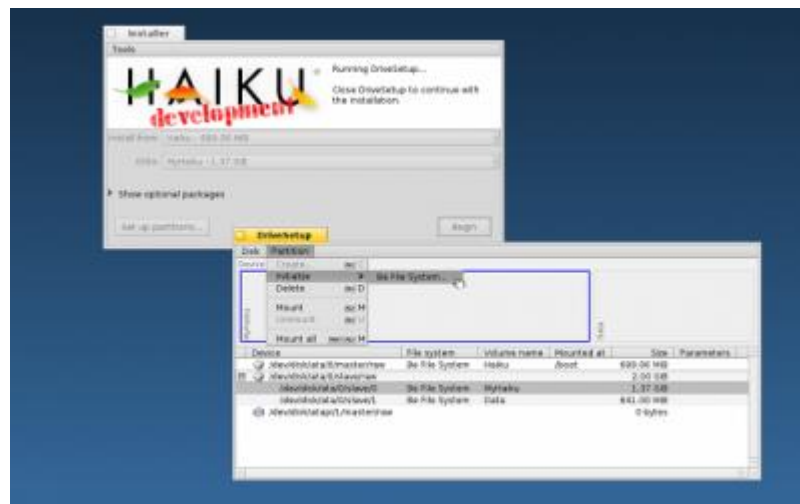 Installer
Tools
HAIKU
development
Running DriveSetup...
Close DriveSetup to continue with
the installation.
Install from: Haiku - 699.00 MiB
Onto: MyHaiku - 1.37 GiB
Show optional packages
Set up partitions...
Begin
DriveSetup
Disk Partition
Device Create...
Initialize Be File System...
Delete D
Mount M
Unmount
Mount all M
MyHaiku
Data
Device File system Volume name Mounted at Size Parameters
/dev/disk/ata/0/master/raw Be File System Haiku /boot 699.00 MiB
/dev/disk/ata/0/slave/raw 2.00 GiB
/dev/disk/ata/0/slave/0 Be File System MyHaiku 1.37 GiB
/dev/disk/ata/0/slave/1 Be File System Data 641.00 MiB
/dev/disk/atapi/1/master/raw 0 bytes